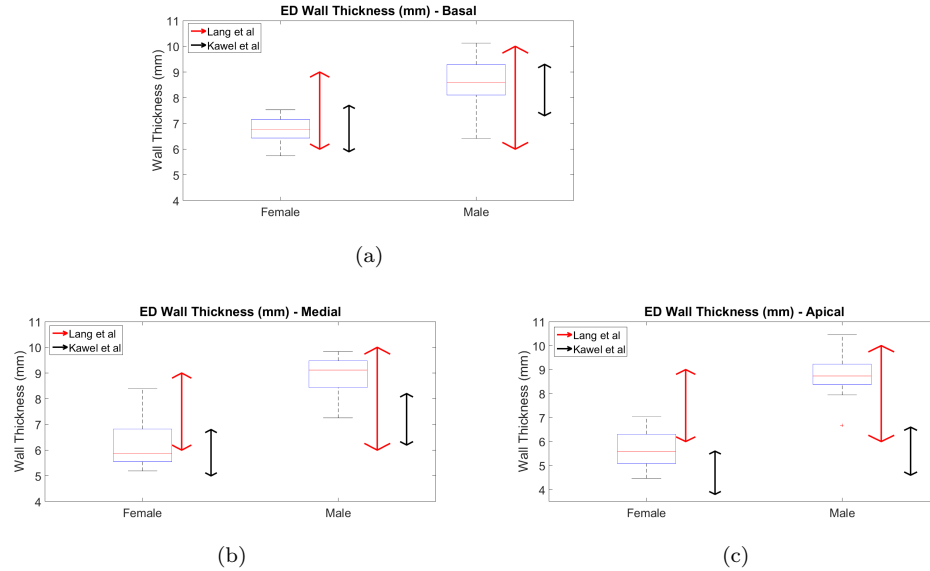 ED Wall Thickness (mm) - Basal
11
10
9
8
7
6
5
4
Wall Thickness (mm)
Lang et al
Kawel et al
Female Male
(a)
ED Wall Thickness (mm) - Medial
11
10
9
8
7
6
5
4
Wall Thickness (mm)
Lang et al
Kawel et al
Female Male
(b)
ED Wall Thickness (mm) - Apical
11
10
9
8
7
6
5
4
Wall Thickness (mm)
Lang et al
Kawel et al
Female Male
(c)